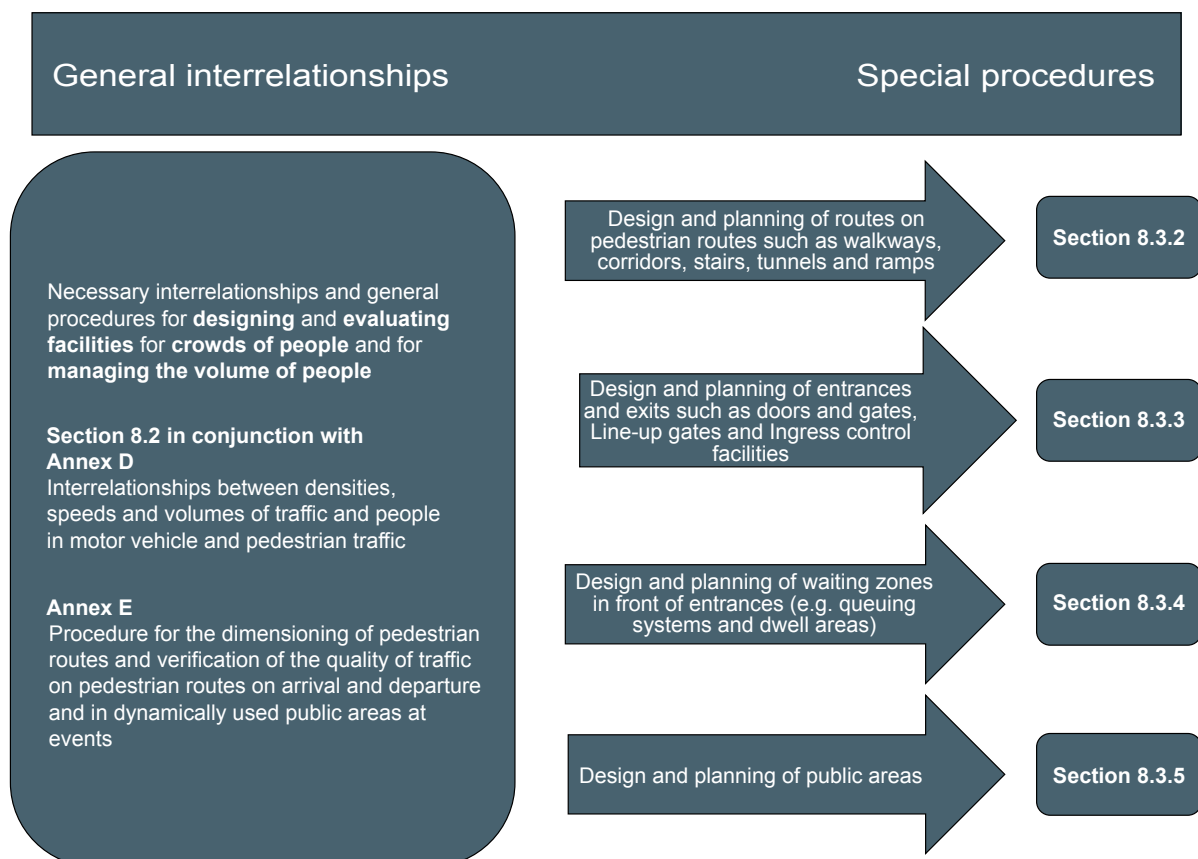 General interrelationships
Special procedures
Necessary interrelationships and general
procedures for designing and evaluating
facilities for crowds of people and for
managing the volume of people
Section 8.2 in conjunction with
Annex D
Interrelationships between densities,
speeds and volumes of traffic and people
in motor vehicle and pedestrian traffic
Annex E
Procedure for the dimensioning of pedestrian
routes and verification of the quality of traffic
on pedestrian routes on arrival and departure
and in dynamically used public areas at
events
Design and planning of routes on
pedestrian routes such as walkways,
corridors, stairs, tunnels and ramps
Section 8.3.2
Design and planning of entrances
and exits such as doors and gates,
Line-up gates and Ingress control
facilities
Section 8.3.3
Design and planning of waiting zones
in front of entrances (e.g. queuing
systems and dwell areas)
Section 8.3.4
Design and planning of public areas
Section 8.3.5